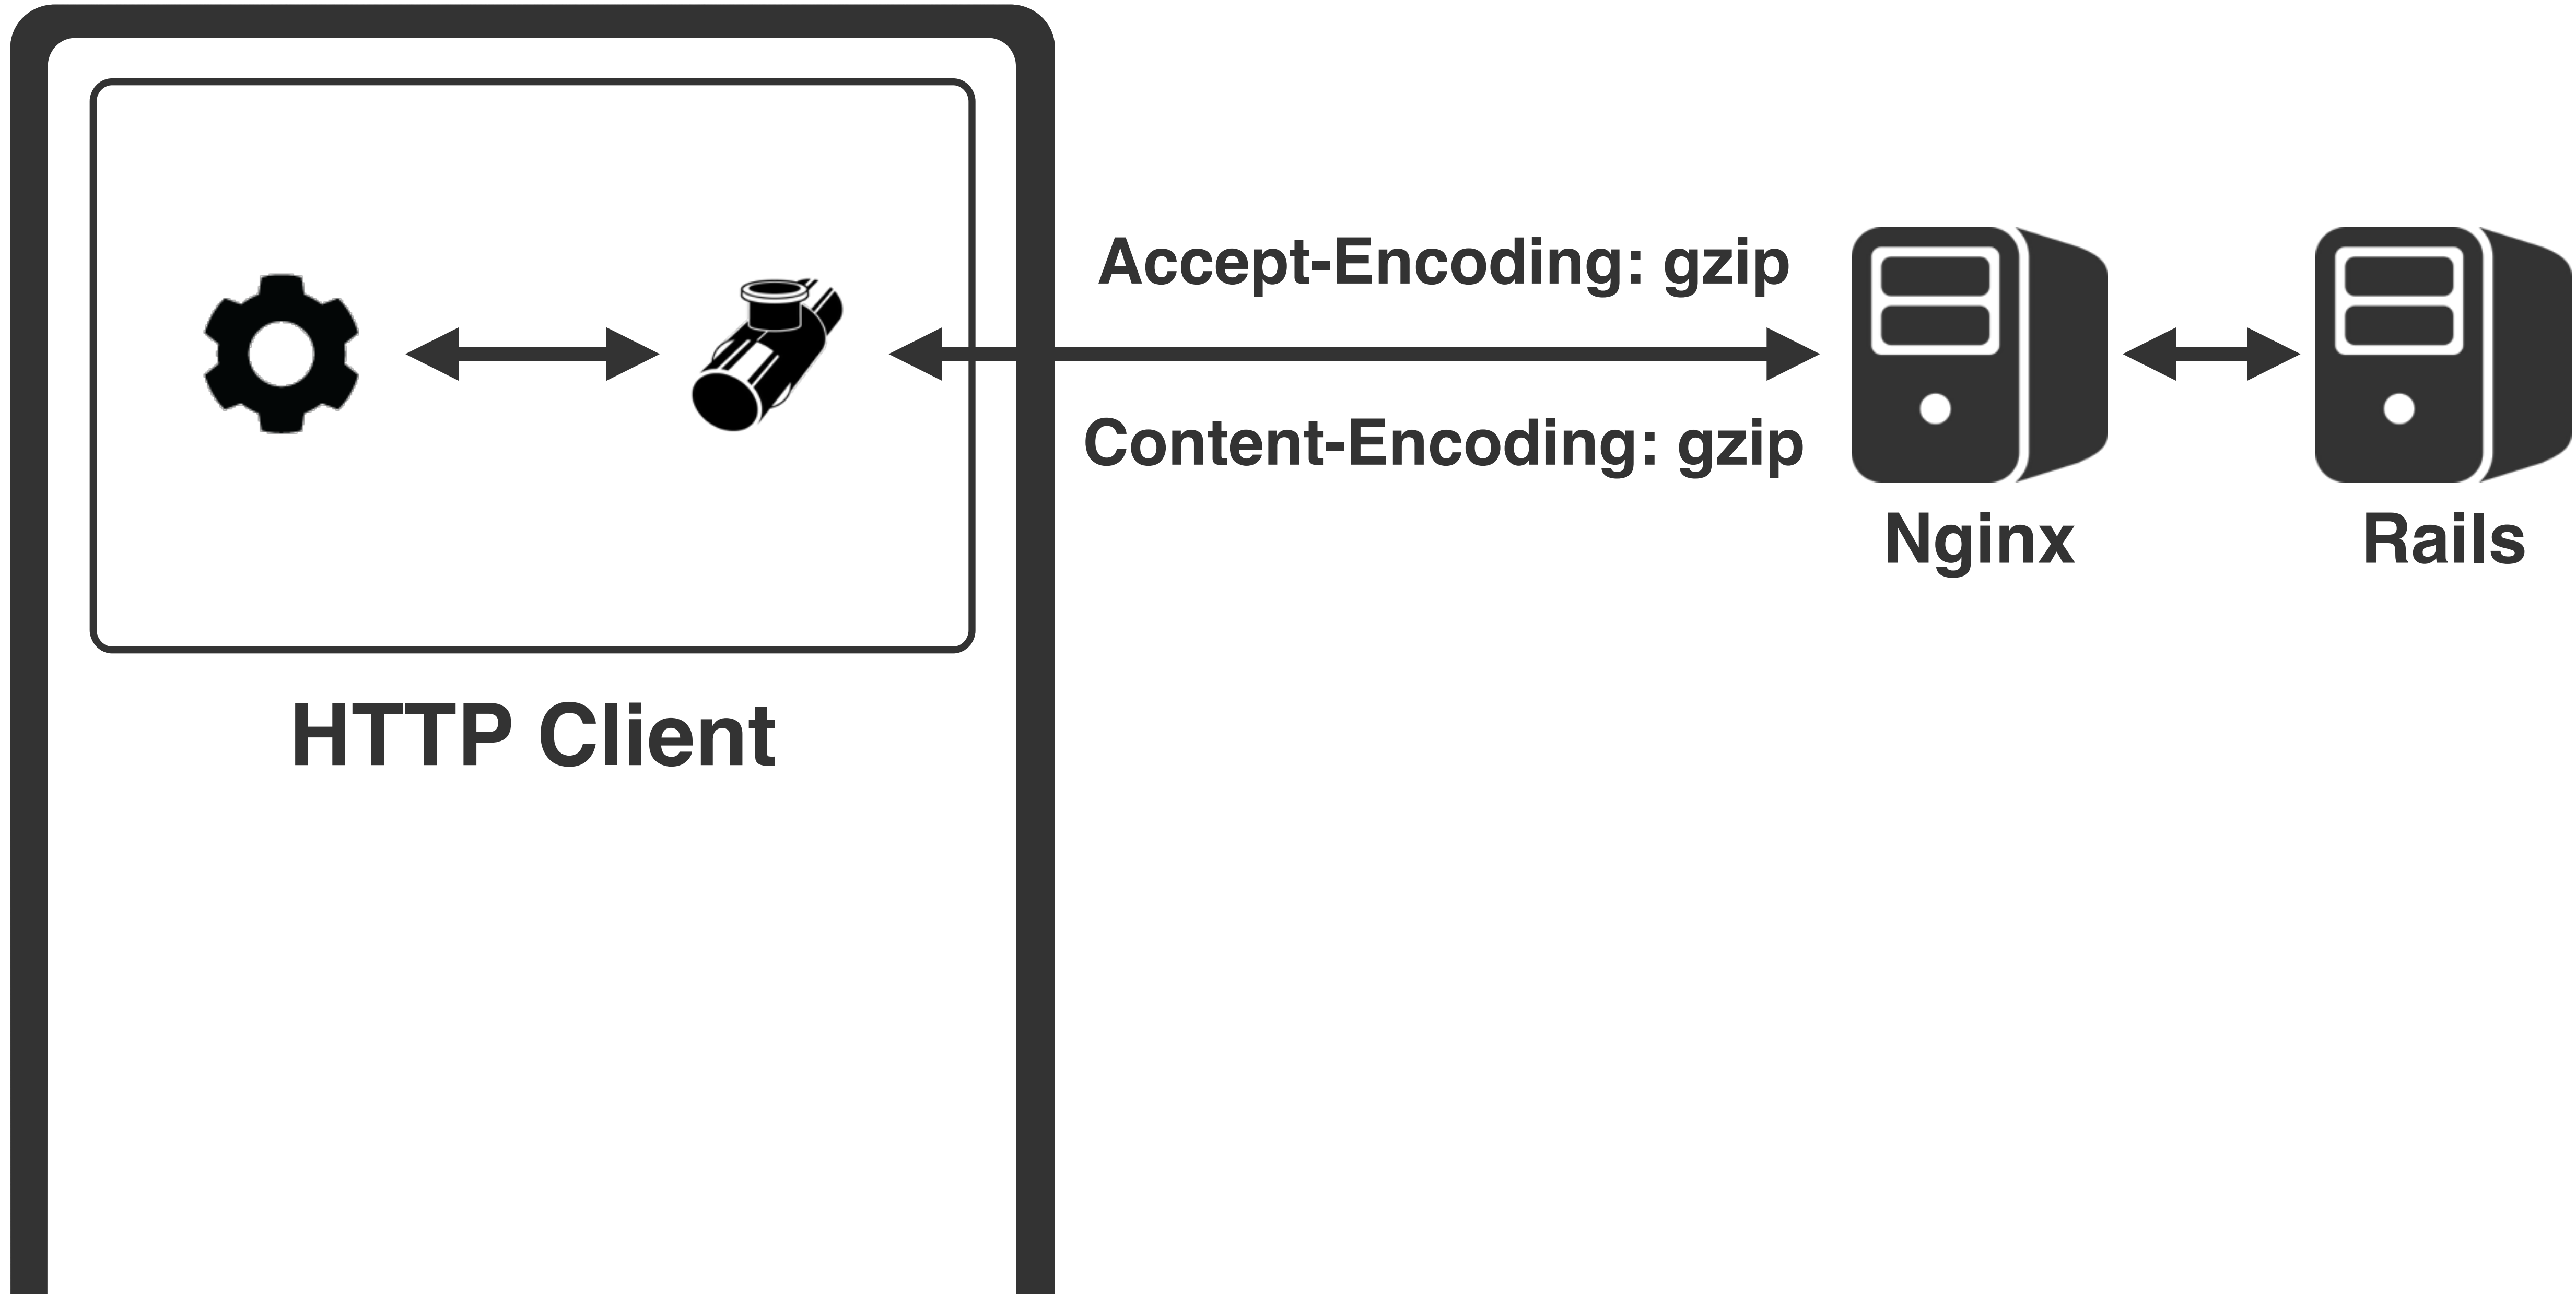 Accept-Encoding: gzip
Content-Encoding: gzip
Nginx
Rails
HTTP Client